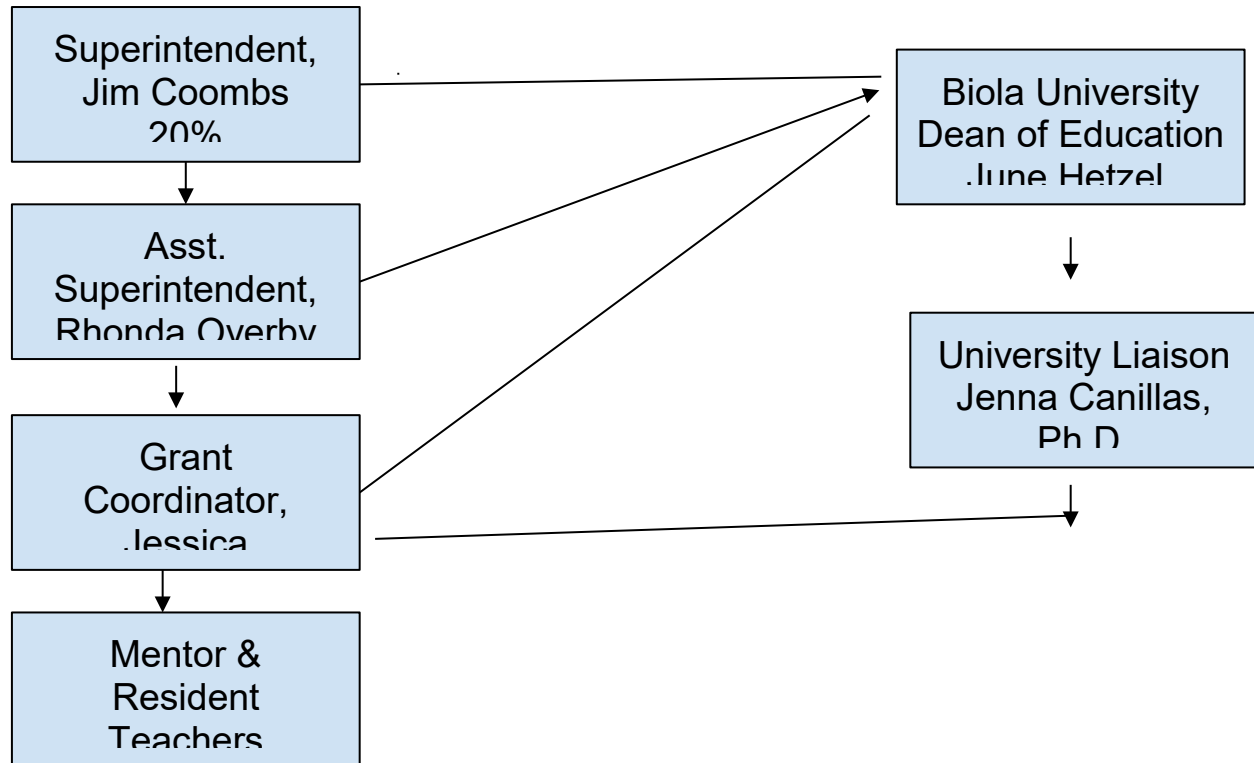 Superintendent,
Jim Coombs
20%
Asst.
Superintendent,
Rhonda Overby
Grant
Coordinator,
Jessica
Mentor &
Resident
Teachers
Biola University
Dean of Education
June Hetzel
University Liaison
Jenna Canillas,
Ph.D.